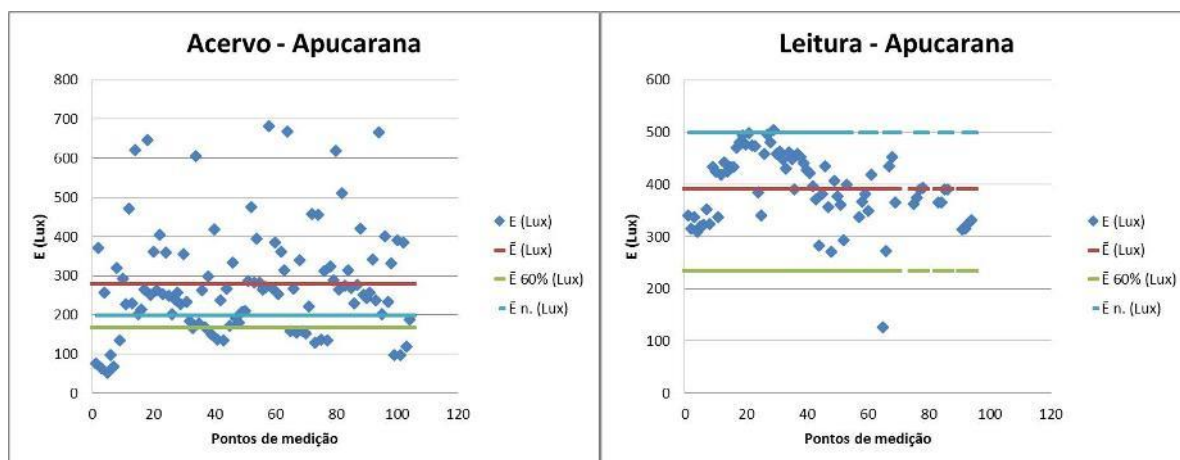 Acervo - Apucarana
800
700
600
500
400
300
200
100
0
E (Lux)
0 20 40 60 80 100 120
Pontos de medição
E (Lux)
Ē (Lux)
Ē 60% (Lux)
Ē n. (Lux)
Leitura - Apucarana
600
500
400
300
200
100
0
0 20 40 60 80 100 120
Pontos de medição
E (Lux)
Ē (Lux)
Ē 60% (Lux)
Ē n. (Lux)